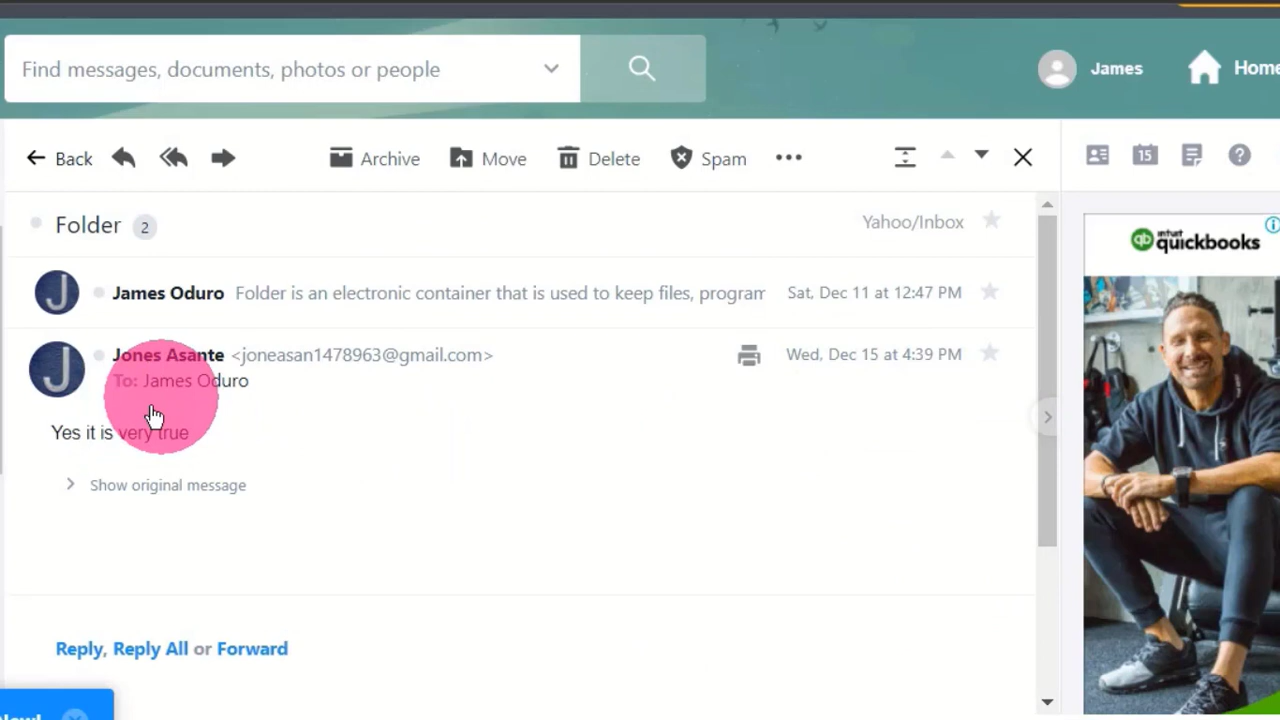 Find messages, documents, photos or people
James
Home
Back
Archive
Move
Delete
Spam
15
Folder 2
Yahoo/Inbox
intuit
quickbooks
James Oduro Folder is an electronic container that is used to keep files, program Sat, Dec 11 at 12:47 PM
Jones Asante <joneasan1478963@gmail.com> Wed, Dec 15 at 4:39 PM
To: James Oduro
Yes it is very true
Show original message
Reply, Reply All or Forward